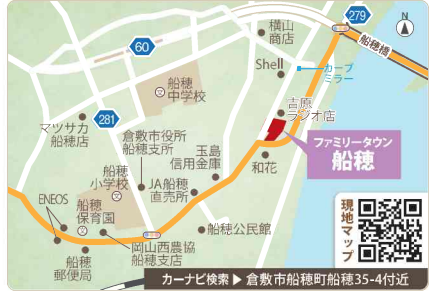 279
N
横山
商店
60
船穂橋
Shell
カーブ
ミラー
船穂
中学校
文
吉原
ラジオ店
281
マツサカ
船穂店
倉敷市役所
船穂支所
玉島
信用金庫
ファミリータウン
船穂
和花
船穂
小学校
文
JA船穂
直売所
ENEOS
船穂
保育園
船穂公民館
岡山西農協
船穂支店
船穂
郵便局
現地マップ
カーナビ検索▶倉敷市船穂町船穂35-4付近